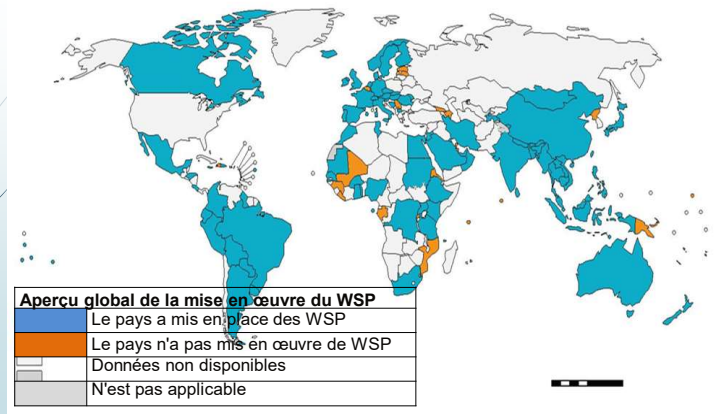 Aperçu global de la mise en œuvre du WSP
Le pays a mis en place des WSP
Le pays n'a pas mis en œuvre de WSP
Données non disponibles
N'est pas applicable